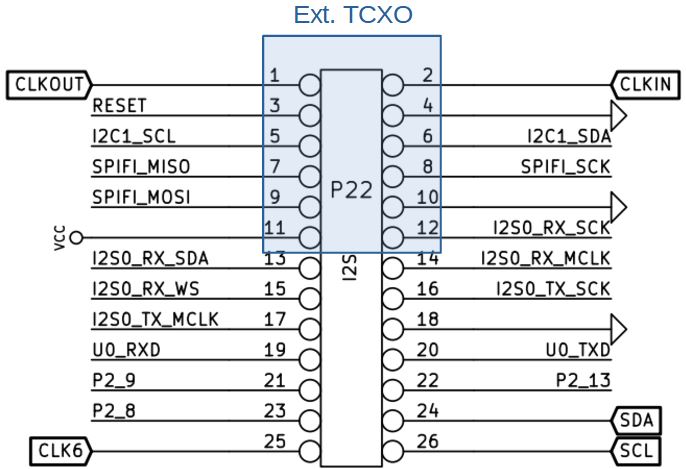 Ext. TCXO
CLKOUT 1 2 CLKIN
RESET 3 4
I2C1_SCL 5 6 I2C1_SDA
SPIFI_MISO 7 8 SPIFI_SCK
SPIFI_MOSI 9 10
P22
VCC 11 12 I2S0_RX_SCK
I2S0_RX_SDA 13 14 I2S0_RX_MCLK
I2S
I2S0_RX_WS 15 16 I2S0_TX_SCK
I2S0_TX_MCLK 17 18
U0_RXD 19 20 U0_TXD
P2_9 21 22 P2_13
P2_8 23 24 SDA
CLK6 25 26 SCL